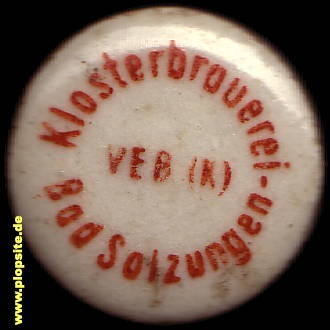 Klosterbrauerei-
VEB (K)
Bad Salzungen
www.plopsite.de